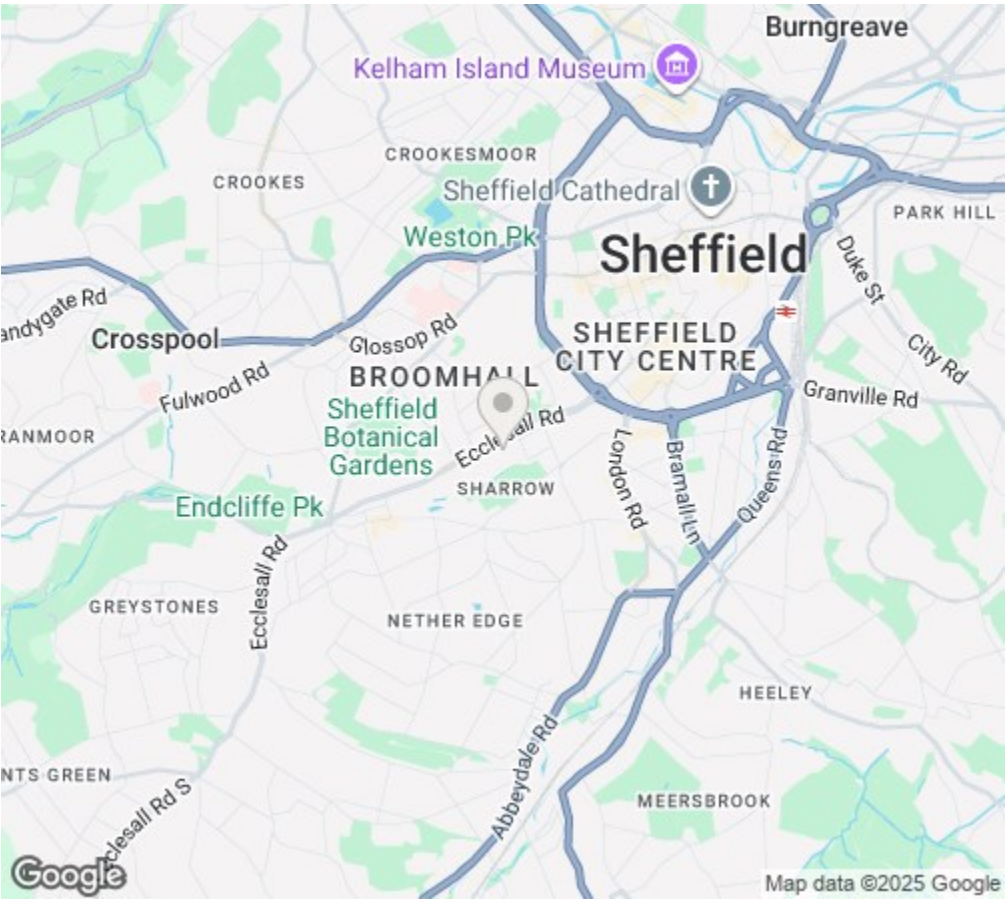 Burngreave
Kelham Island Museum
CROOKESMOOR
CROOKES
Sheffield Cathedral
PARK HILL
Weston Pk
Sheffield
Duke St
andygate Rd
Crosspool
Glossop Rd
SHEFFIELD
CITY CENTRE
City Rd
Fulwood Rd
BROOMHALL
Granville Rd
Sheffield
Botanical
Gardens
Ecclesall Rd
RANMOOR
London Rd
Bramall Ln
Queens Rd
SHARROW
Endcliffe Pk
Ecclesall Rd
GREYSTONES
NETHER EDGE
HEELEY
Abbeydale Rd
NTS GREEN
clesall Rd S
MEERSBROOK
Google
Map data ©2025 Google